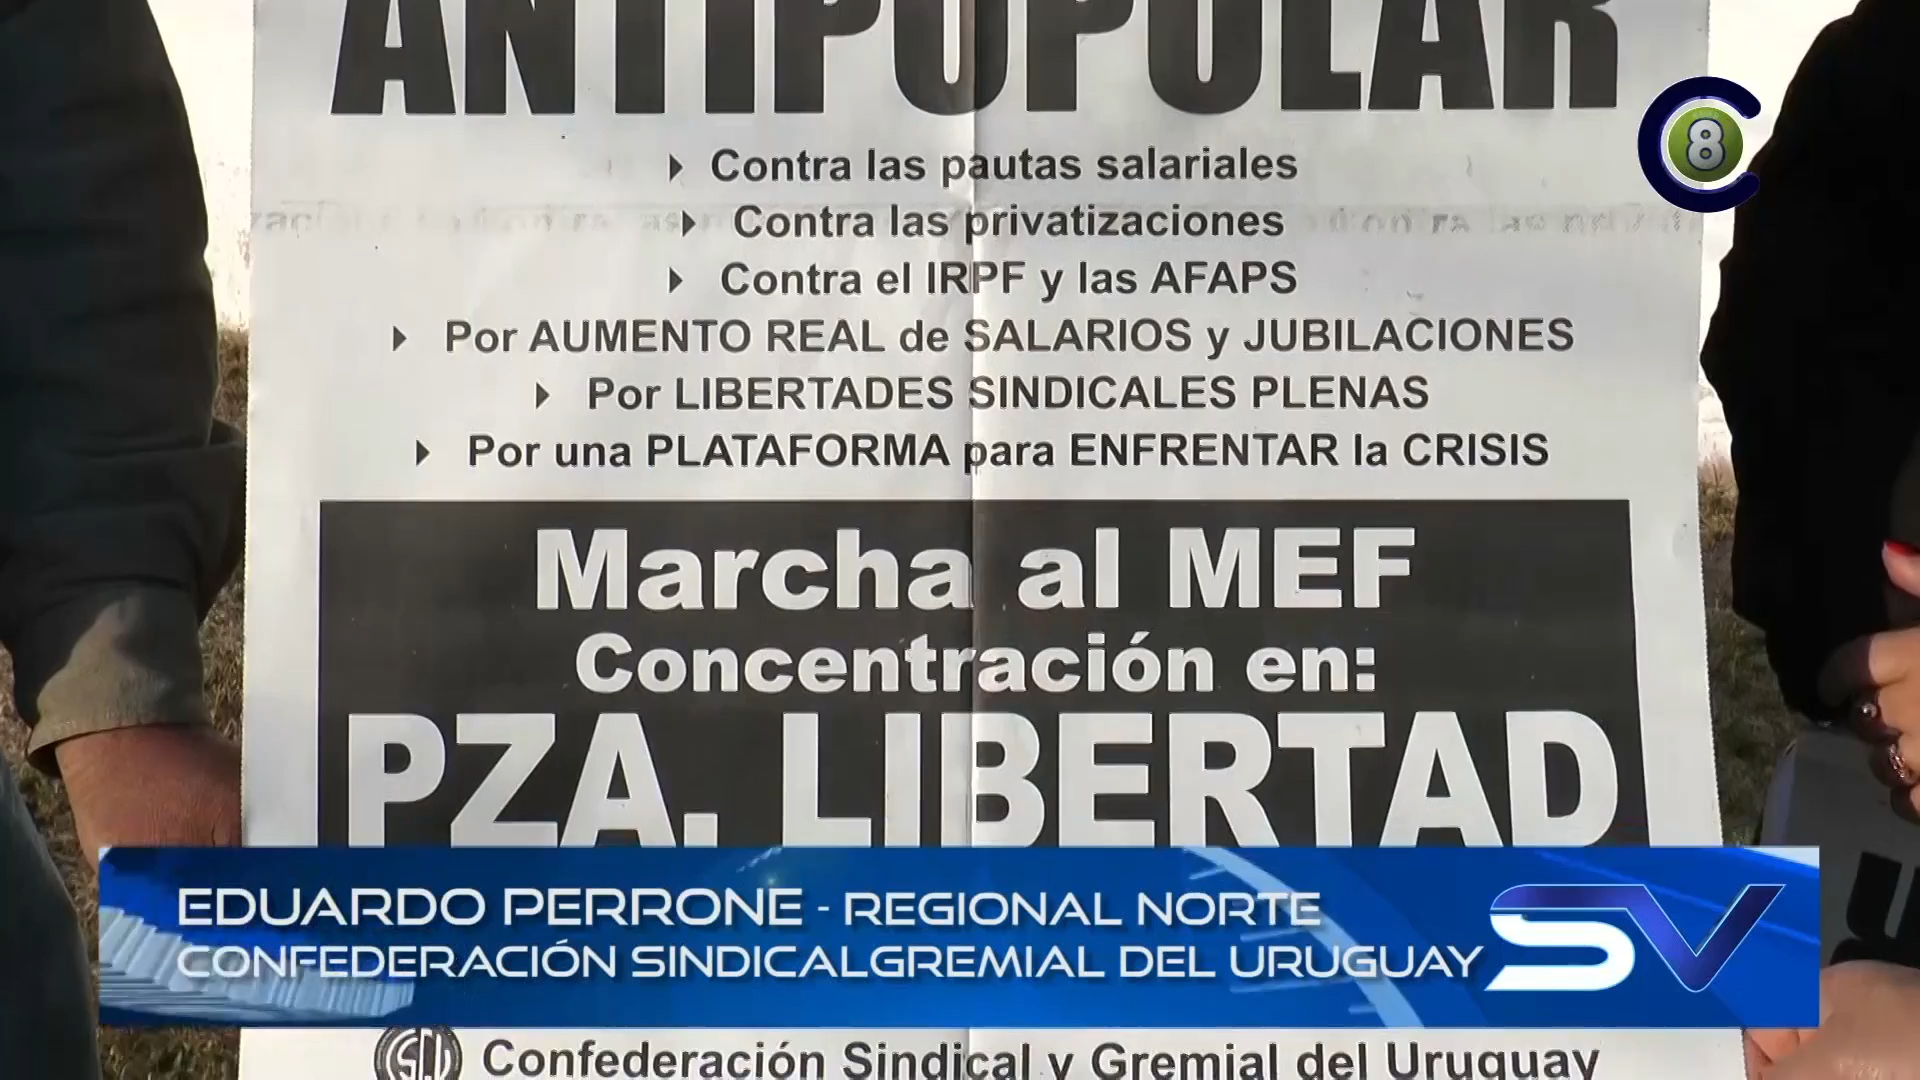 ANTIPOPULAR
8
Contra las pautas salariales
Contra las privatizaciones
Contra el IRPF y las AFAPS
Por AUMENTO REAL de SALARIOS y JUBILACIONES
Por LIBERTADES SINDICALES PLENAS
Por una PLATAFORMA para ENFRENTAR la CRISIS
Marcha al MEF
Concentración en:
PZA. LIBERTAD
EDUARDO PERRONE - REGIONAL NORTE
CONFEDERACIÓN SINDICALGREMIAL DEL URUGUAY
SV
Confederación Sindical y Gremial del Uruguay